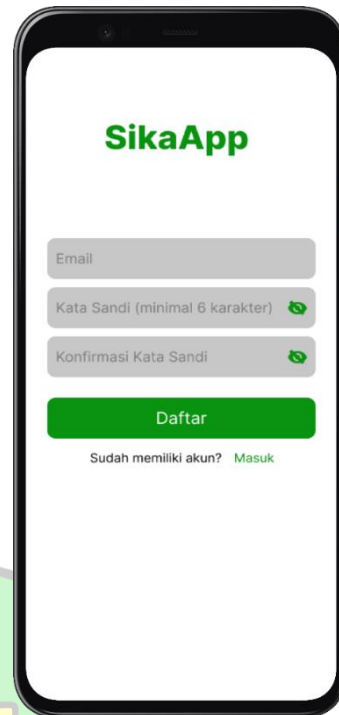 SikaApp
Email
Kata Sandi (minimal 6 karakter)
Konfirmasi Kata Sandi
Daftar
Sudah memiliki akun? Masuk